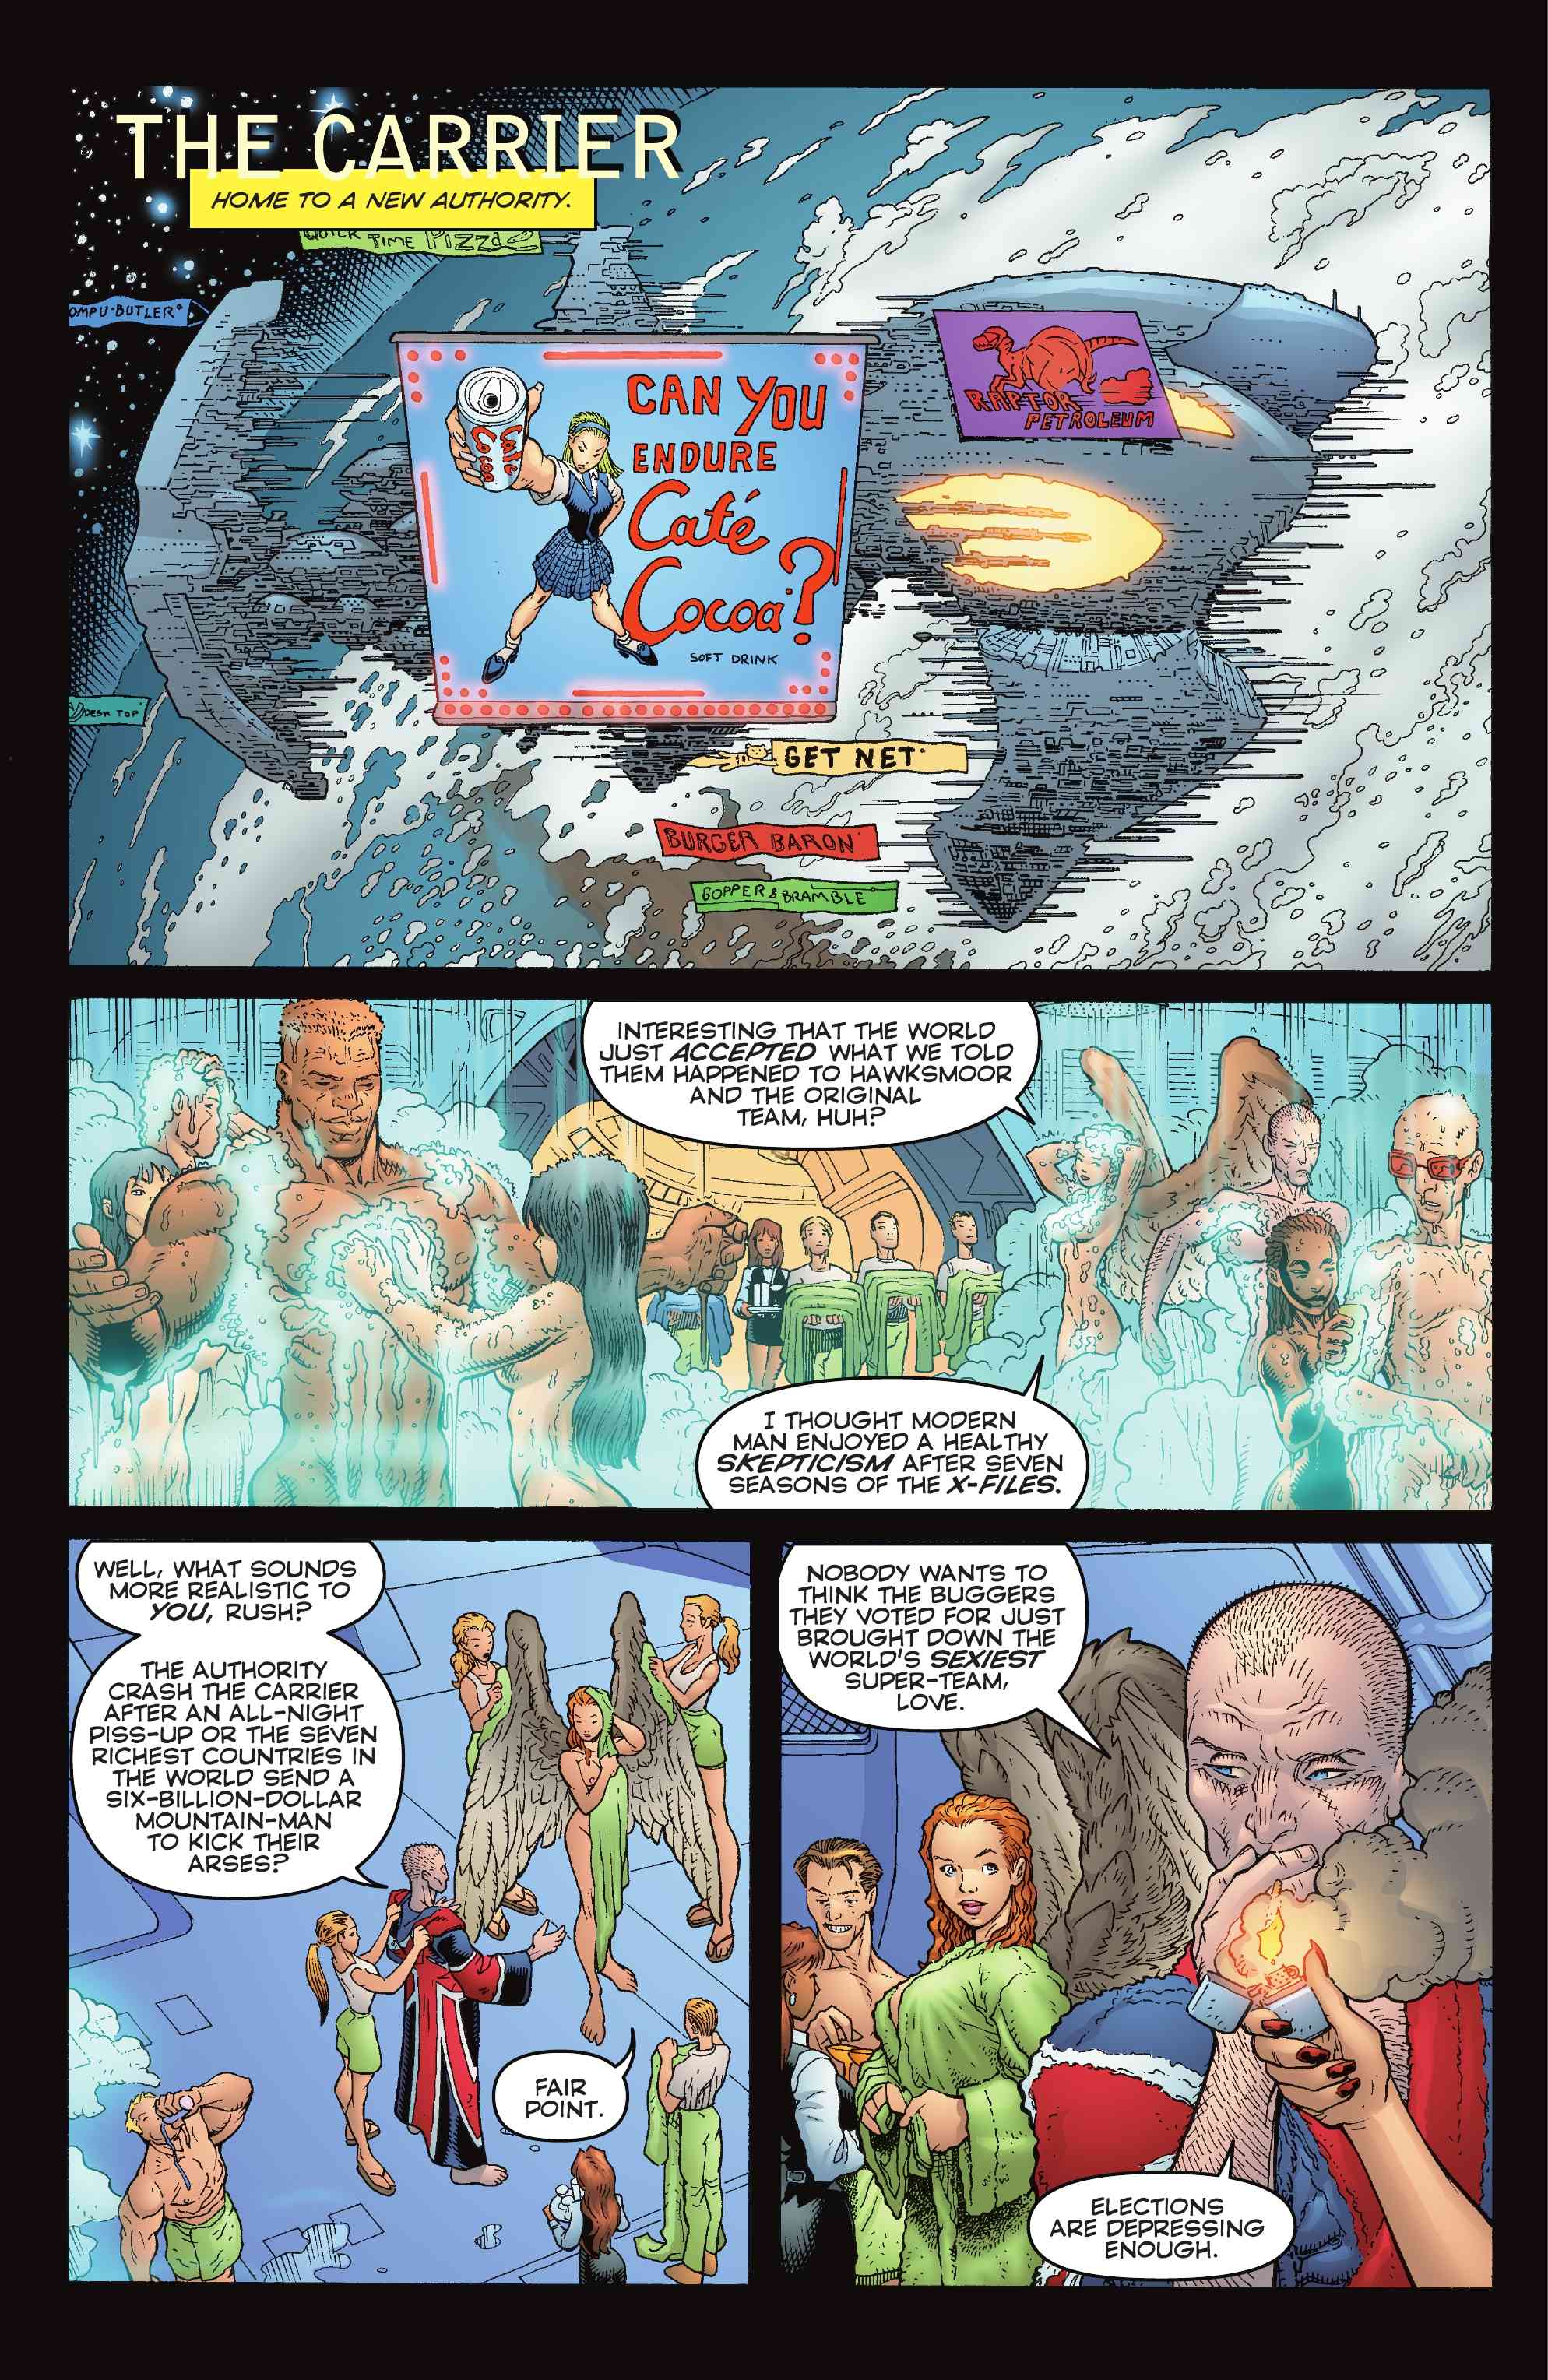 THE CARRIER
HOME TO A NEW AUTHORITY.
QUICK TIME PIZZA
OMPU·BUTLER
RAPTOR
PETROLEUM
CAN YOU
ENDURE
Caté
Cocoa?
SOFT DRINK
Caté
Cocoa
DESK TOP
GET NET
BURGER BARON
GOPPER & BRAMBLE
INTERESTING THAT THE WORLD
JUST ACCEPTED WHAT WE TOLD
THEM HAPPENED TO HAWKSMOOR
AND THE ORIGINAL
TEAM, HUH?
I THOUGHT MODERN
MAN ENJOYED A HEALTHY
SKEPTICISM AFTER SEVEN
SEASONS OF THE X-FILES.
WELL, WHAT SOUNDS
MORE REALISTIC TO
YOU, RUSH?
THE AUTHORITY
CRASH THE CARRIER
AFTER AN ALL-NIGHT
PISS-UP OR THE SEVEN
RICHEST COUNTRIES IN
THE WORLD SEND A
SIX-BILLION-DOLLAR
MOUNTAIN-MAN
TO KICK THEIR
ARSES?
FAIR
POINT.
NOBODY WANTS TO
THINK THE BUGGERS
THEY VOTED FOR JUST
BROUGHT DOWN THE
WORLD'S SEXIEST
SUPER-TEAM,
LOVE.
ELECTIONS
ARE DEPRESSING
ENOUGH.